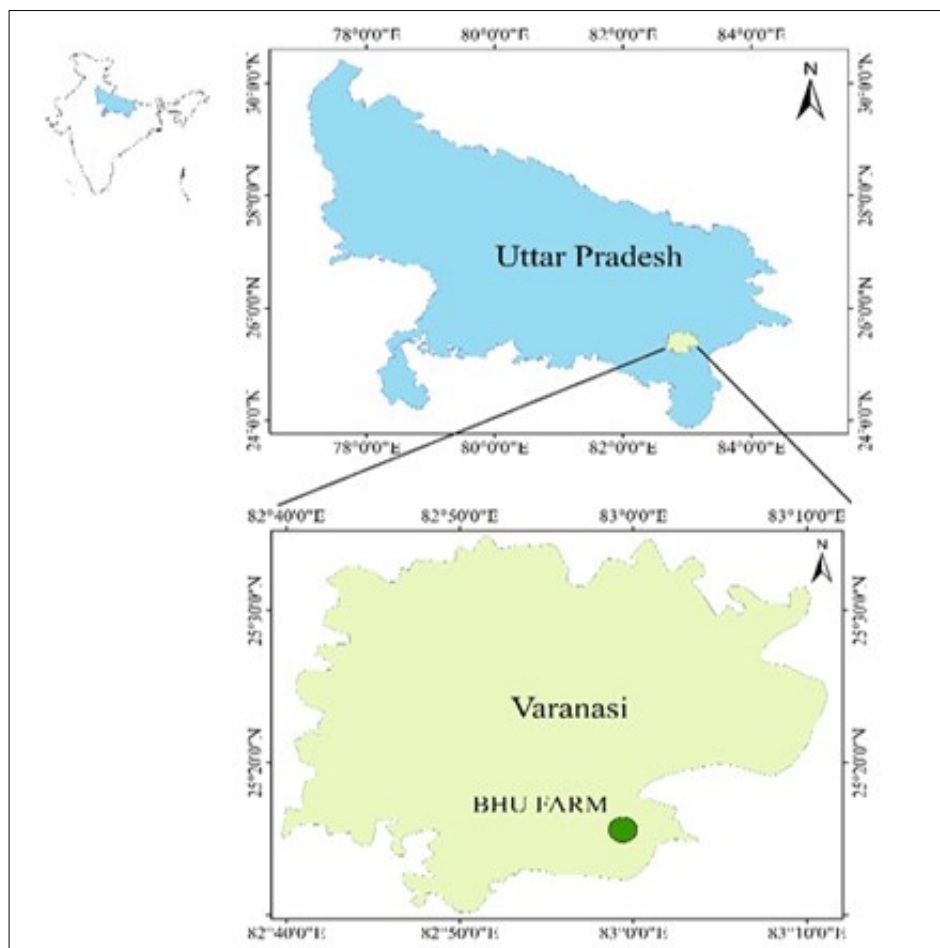 78°0'0"E 80°0'0"E 82°0'0"E 84°0'0"E
N
30°0'0"N 30°0'0"N
28°0'0"N 28°0'0"N
Uttar Pradesh
26°0'0"N 26°0'0"N
24°0'0"N 24°0'0"N
78°0'0"E 80°0'0"E 82°0'0"E 84°0'0"E
82°40'0"E 82°50'0"E 83°0'0"E 83°10'0"E
N
25°30'0"N 25°30'0"N
Varanasi
25°20'0"N 25°20'0"N
BHU FARM
82°40'0"E 82°50'0"E 83°0'0"E 83°10'0"E